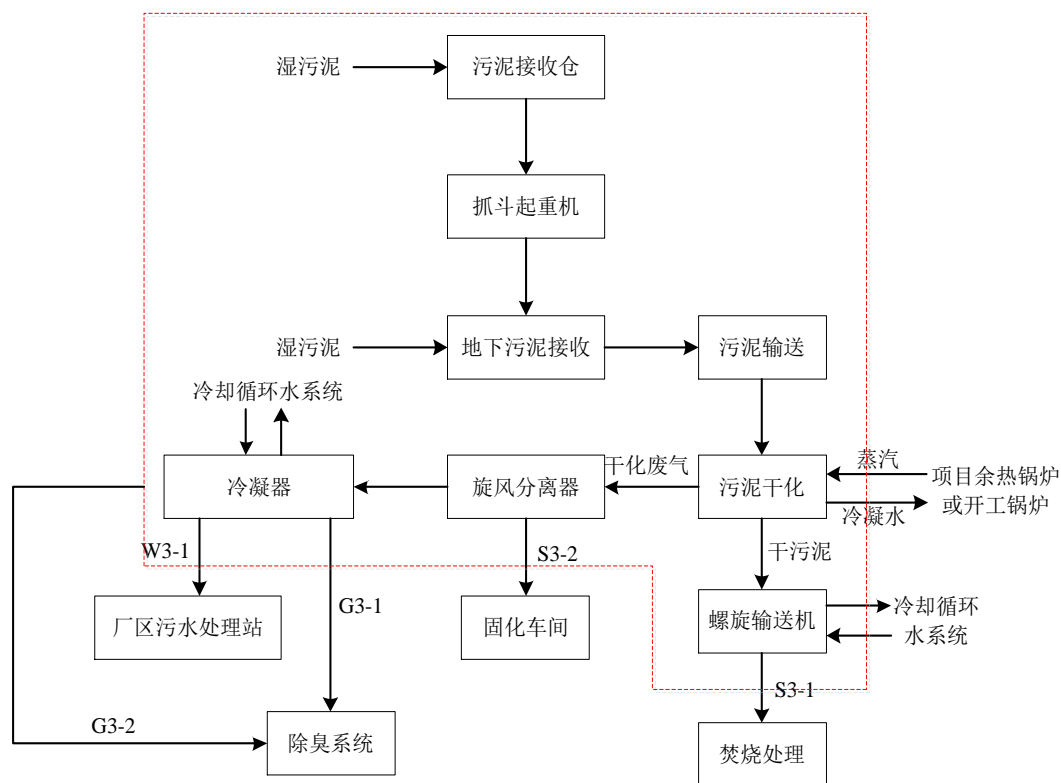 湿污泥
污泥接收仓
抓斗起重机
湿污泥
地下污泥接收
污泥输送
冷却循环水系统
冷凝器
旋风分离器
干化废气
污泥干化
蒸汽
冷凝水
项目余热锅炉
或开工锅炉
W3-1
S3-2
干污泥
G3-1
厂区污水处理站
固化车间
螺旋输送机
冷却循环
水系统
S3-1
G3-2
除臭系统
焚烧处理